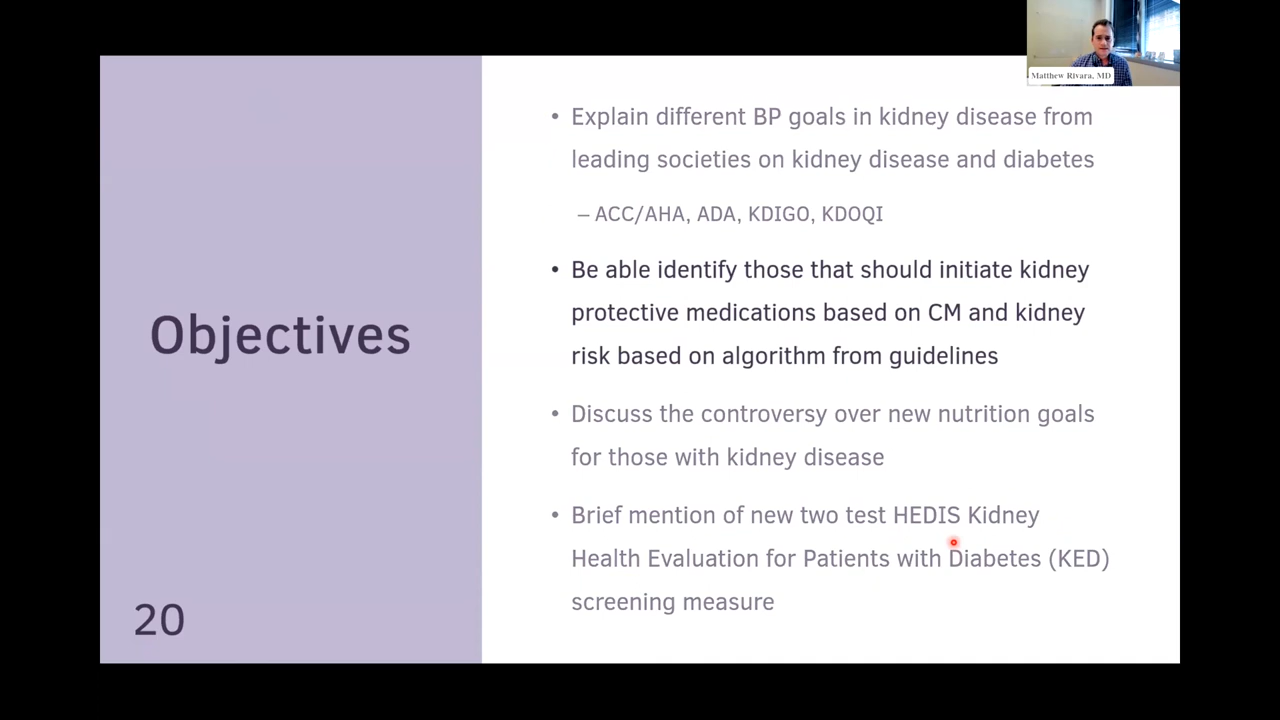 Matthew Rivara, MD
Objectives
20
• Explain different BP goals in kidney disease from
leading societies on kidney disease and diabetes
– ACC/AHA, ADA, KDIGO, KDOQI
• Be able identify those that should initiate kidney
protective medications based on CM and kidney
risk based on algorithm from guidelines
• Discuss the controversy over new nutrition goals
for those with kidney disease
• Brief mention of new two test HEDIS Kidney
Health Evaluation for Patients with Diabetes (KED)
screening measure